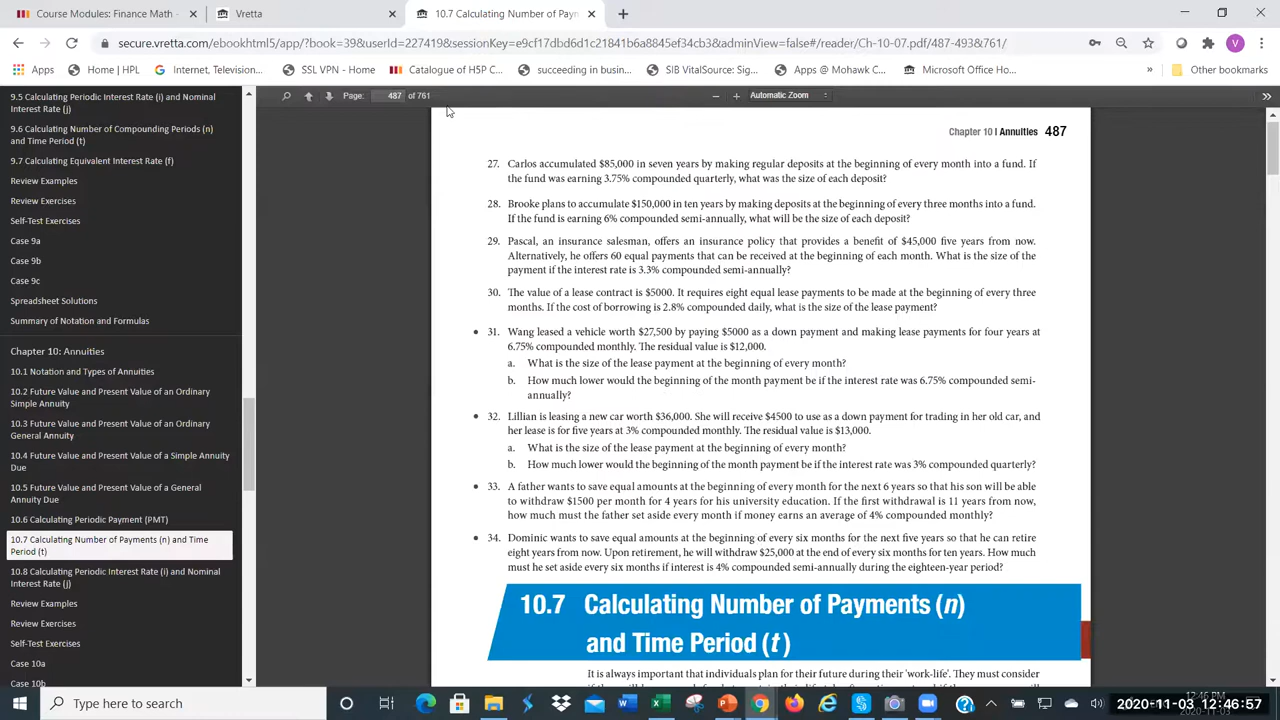 Course Modules: Finance Math -
Vretta
10.7 Calculating Number of Payn
secure.vretta.com/ebookhtml5/app/?book=39&userId=227419&sessionKey=e9cf17dbd6d1c21841b6a8845ef34cb3&adminView=false#/reader/Ch-10-07.pdf/487-493&761/
V
Apps
Home | HPL
Internet, Television...
SSL VPN - Home
Catalogue of H5P C...
succeeding in busin...
SIB VitalSource: Sig...
Apps @ Mohawk C...
Microsoft Office Ho...
»
Other bookmarks
Page: 487 of 761
Automatic Zoom
9.5 Calculating Periodic Interest Rate (i) and Nominal
Interest Rate (j)
9.6 Calculating Number of Compounding Periods (n)
and Time Period (t)
9.7 Calculating Equivalent Interest Rate (f)
Review Examples
Review Exercises
Self-Test Exercises
Case 9a
Case 9b
Case 9c
Spreadsheet Solutions
Summary of Notation and Formulas
Chapter 10: Annuities
10.1 Notation and Types of Annuities
10.2 Future Value and Present Value of an Ordinary
Simple Annuity
10.3 Future Value and Present Value of an Ordinary
General Annuity
10.4 Future Value and Present Value of a Simple Annuity
Due
10.5 Future Value and Present Value of a General
Annuity Due
10.6 Calculating Periodic Payment (PMT)
10.7 Calculating Number of Payments (n) and Time
Period (t)
10.8 Calculating Periodic Interest Rate (i) and Nominal
Interest Rate (j)
Review Examples
Review Exercises
Self-Test Exercises
Case 10a
Case 10b
Chapter 10 | Annuities 487
27. Carlos accumulated $85,000 in seven years by making regular deposits at the beginning of every month into a fund. If
the fund was earning 3.75% compounded quarterly, what was the size of each deposit?
28. Brooke plans to accumulate $150,000 in ten years by making deposits at the beginning of every three months into a fund.
If the fund is earning 6% compounded semi-annually, what will be the size of each deposit?
29. Pascal, an insurance salesman, offers an insurance policy that provides a benefit of $45,000 five years from now.
Alternatively, he offers 60 equal payments that can be received at the beginning of each month. What is the size of the
payment if the interest rate is 3.3% compounded semi-annually?
30. The value of a lease contract is $5000. It requires eight equal lease payments to be made at the beginning of every three
months. If the cost of borrowing is 2.8% compounded daily, what is the size of the lease payment?
• 31. Wang leased a vehicle worth $27,500 by paying $5000 as a down payment and making lease payments for four years at
6.75% compounded monthly. The residual value is $12,000.
a. What is the size of the lease payment at the beginning of every month?
b. How much lower would the beginning of the month payment be if the interest rate was 6.75% compounded semi-
annually?
• 32. Lillian is leasing a new car worth $36,000. She will receive $4500 to use as a down payment for trading in her old car, and
her lease is for five years at 3% compounded monthly. The residual value is $13,000.
a. What is the size of the lease payment at the beginning of every month?
b. How much lower would the beginning of the month payment be if the interest rate was 3% compounded quarterly?
• 33. A father wants to save equal amounts at the beginning of every month for the next 6 years so that his son will be able
to withdraw $1500 per month for 4 years for his university education. If the first withdrawal is 11 years from now,
how much must the father set aside every month if money earns an average of 4% compounded monthly?
• 34. Dominic wants to save equal amounts at the beginning of every six months for the next five years so that he can retire
eight years from now. Upon retirement, he will withdraw $25,000 at the end of every six months for ten years. How much
must he set aside every six months if interest is 4% compounded semi-annually during the eighteen-year period?
10.7 Calculating Number of Payments (n)
and Time Period (t)
It is always important that individuals plan for their future during their 'work-life'. They must consider
Type here to search
12:46 PM
2020-11-03
2020-11-03 12:46:57